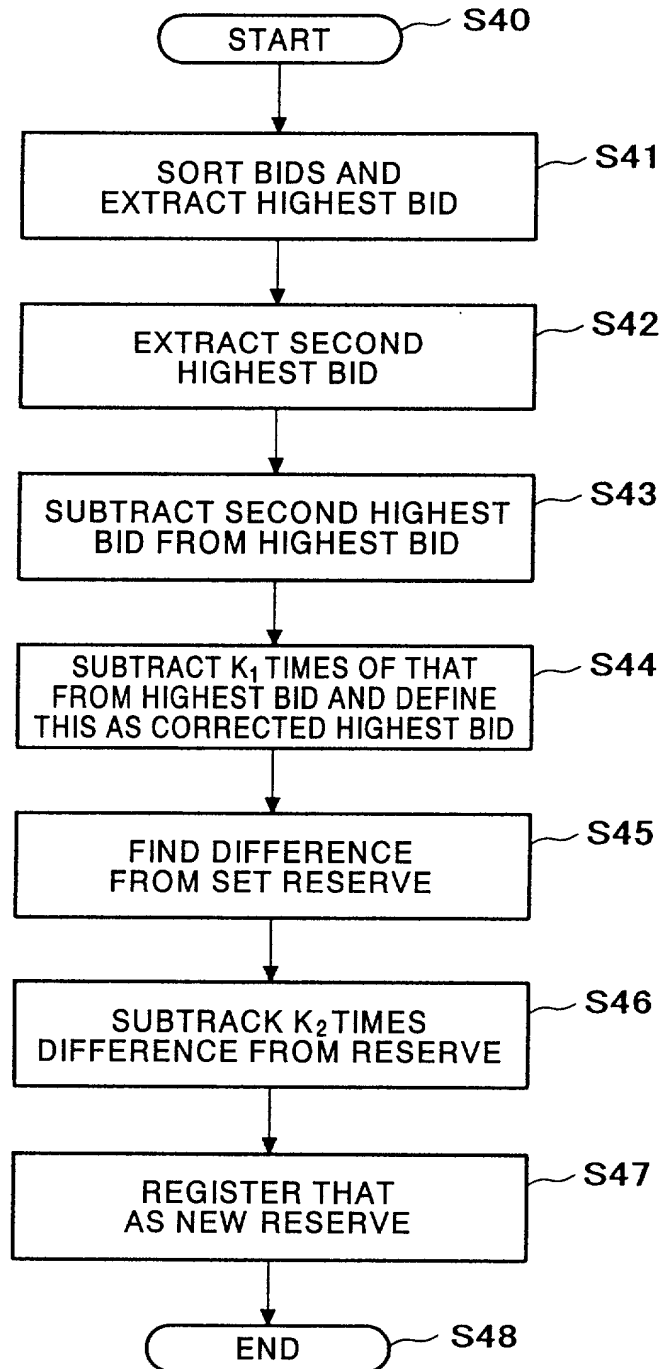 START
S40
SORT BIDS AND
EXTRACT HIGHEST BID
S41
EXTRACT SECOND
HIGHEST BID
S42
SUBTRACT SECOND HIGHEST
BID FROM HIGHEST BID
S43
SUBTRACT K₁ TIMES OF THAT
FROM HIGHEST BID AND DEFINE
THIS AS CORRECTED HIGHEST BID
S44
FIND DIFFERENCE
FROM SET RESERVE
S45
SUBTRACK K₂ TIMES
DIFFERENCE FROM RESERVE
S46
REGISTER THAT
AS NEW RESERVE
S47
END
S48